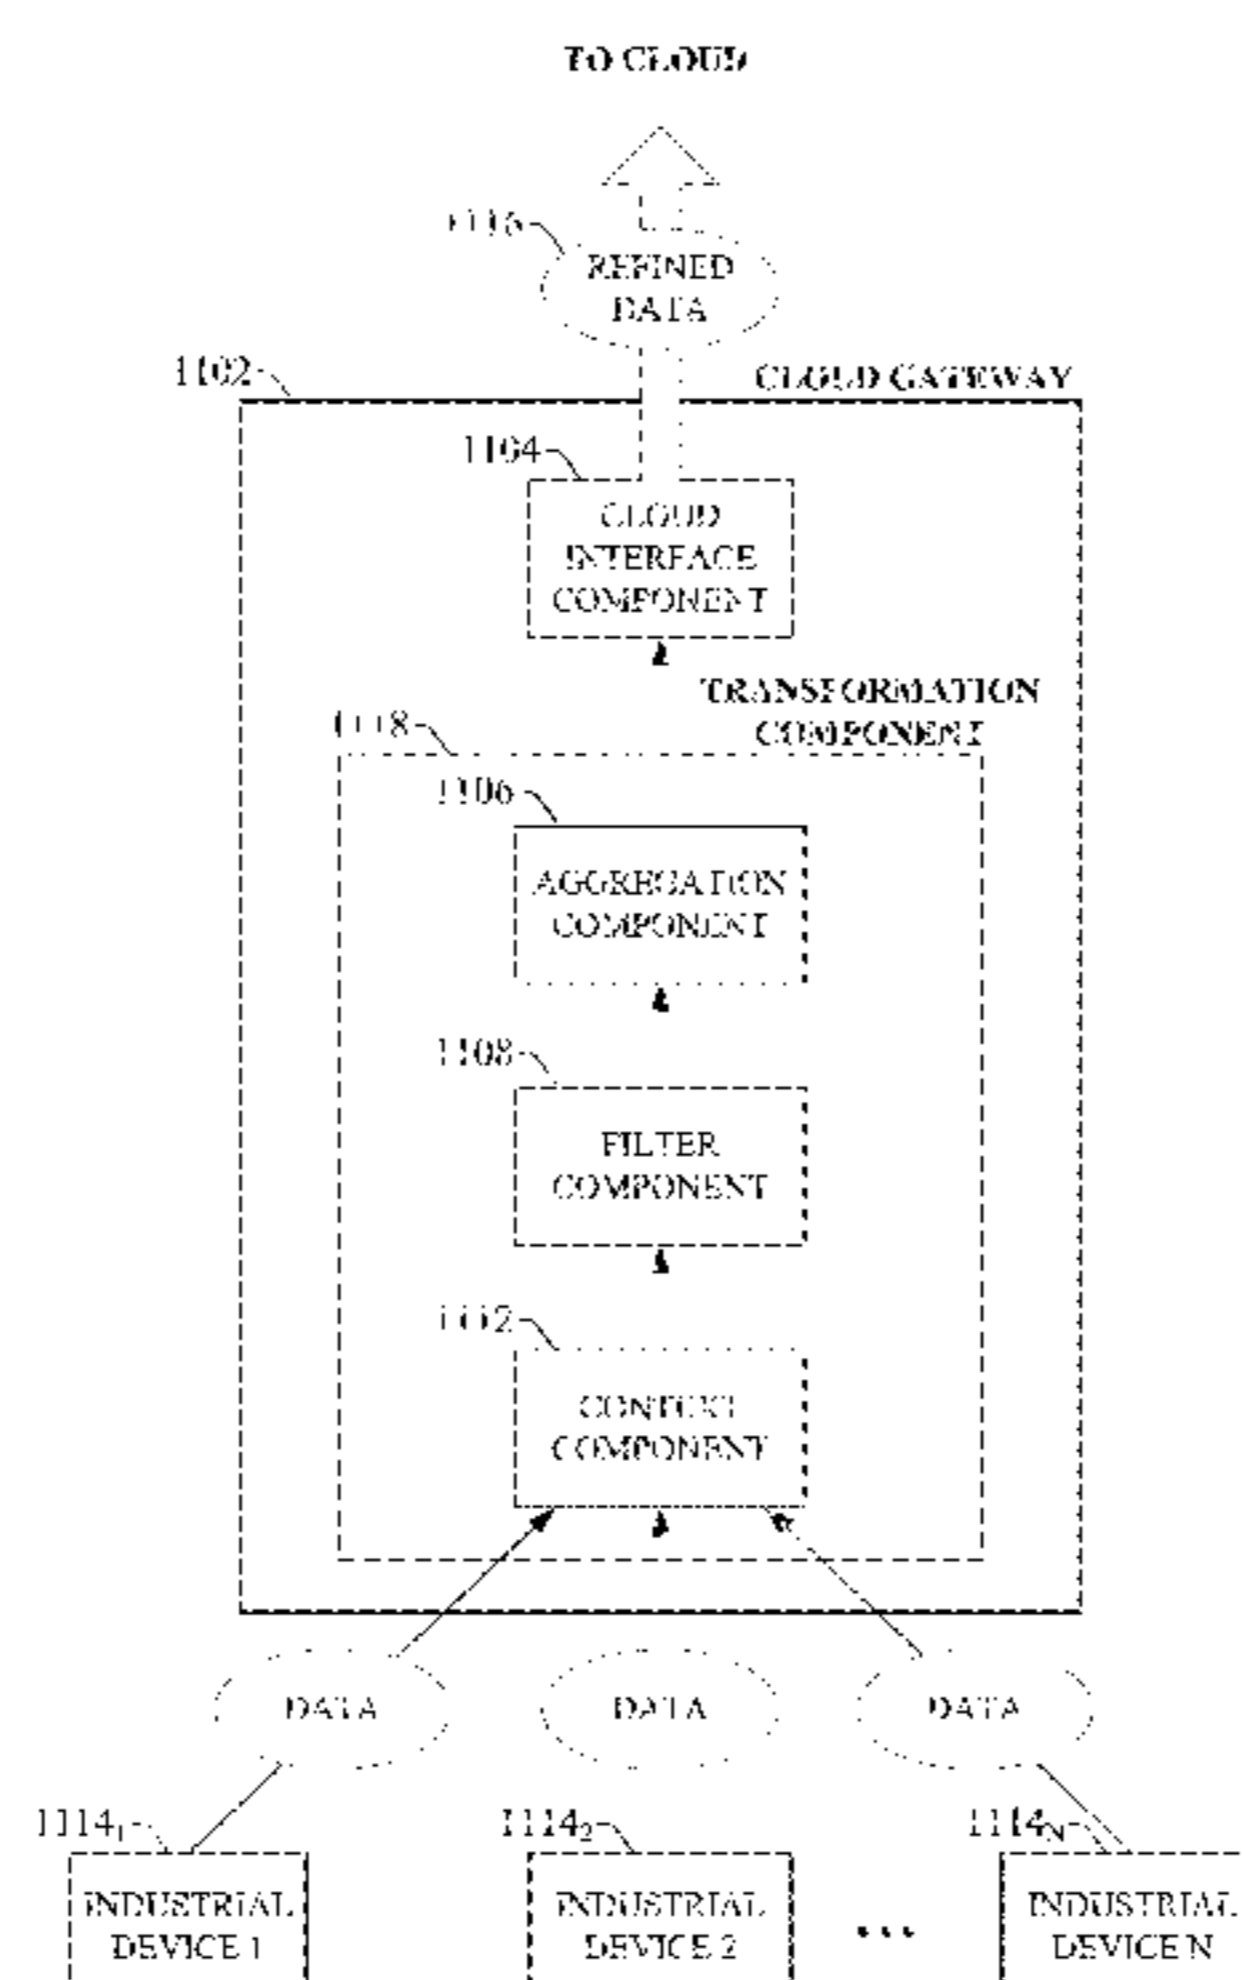 TO CLOUD
1116
REFINED
DATA
1102
CLOUD GATEWAY
1104
CLOUD
INTERFACE
COMPONENT
TRANSFORMATION
COMPONENT
1118
1106
AGGREGATION
COMPONENT
1108
FILTER
COMPONENT
1112
CONTEXT
COMPONENT
DATA DATA DATA
1114₁ 1114₂ 1114N
INDUSTRIAL INDUSTRIAL INDUSTRIAL
DEVICE 1 DEVICE 2 ••• DEVICE N